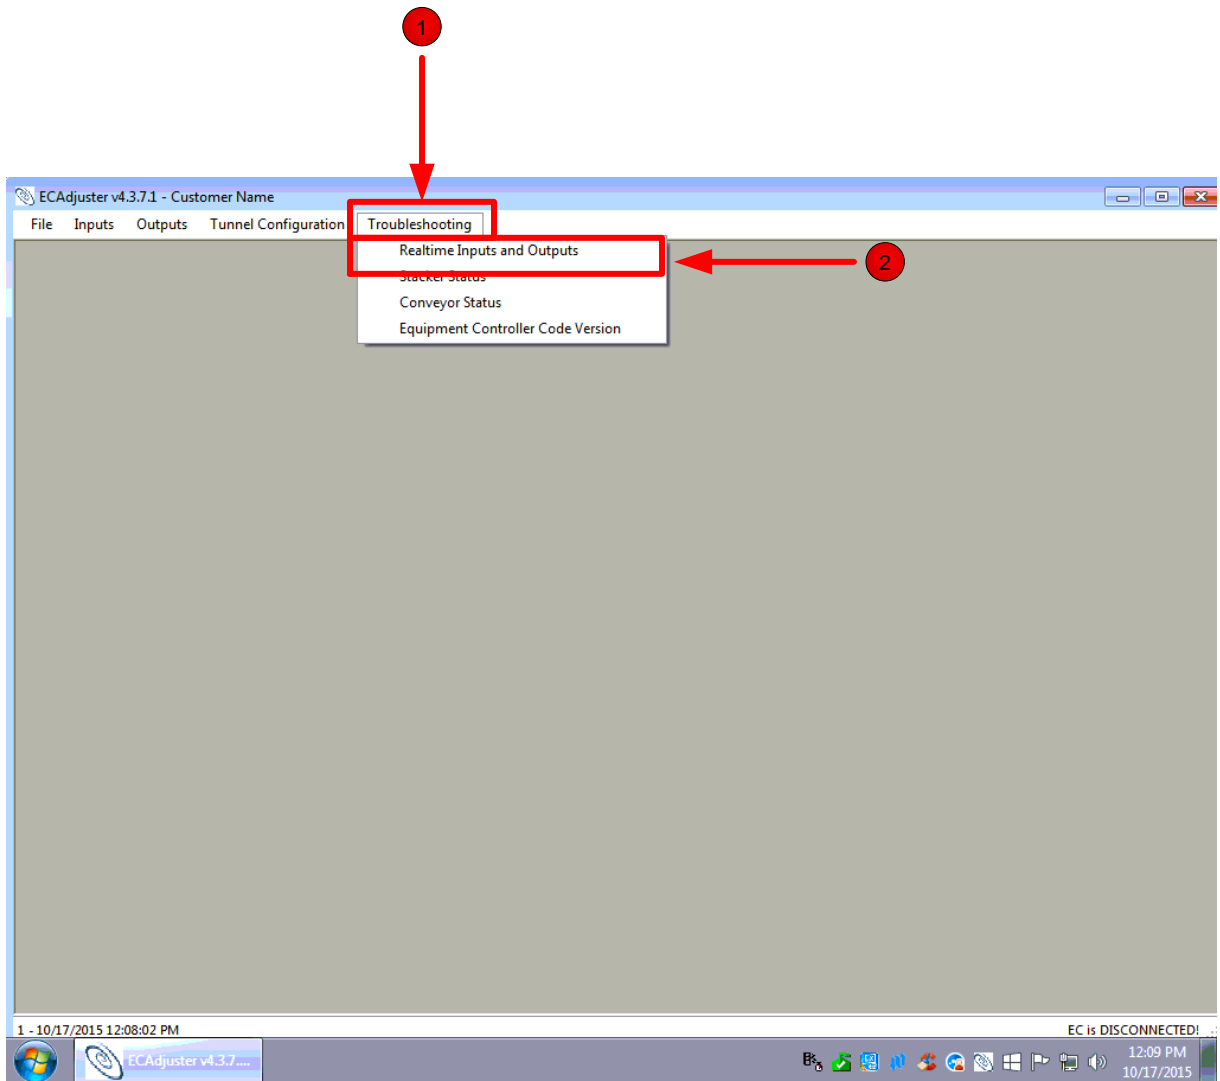 1
ECAdjuster v4.3.7.1 - Customer Name
File Inputs Outputs Tunnel Configuration Troubleshooting
Realtime Inputs and Outputs
2
Stacker Status
Conveyor Status
Equipment Controller Code Version
1 - 10/17/2015 12:08:02 PM
EC is DISCONNECTED!
ECAdjuster v4.3.7....
12:09 PM
10/17/2015